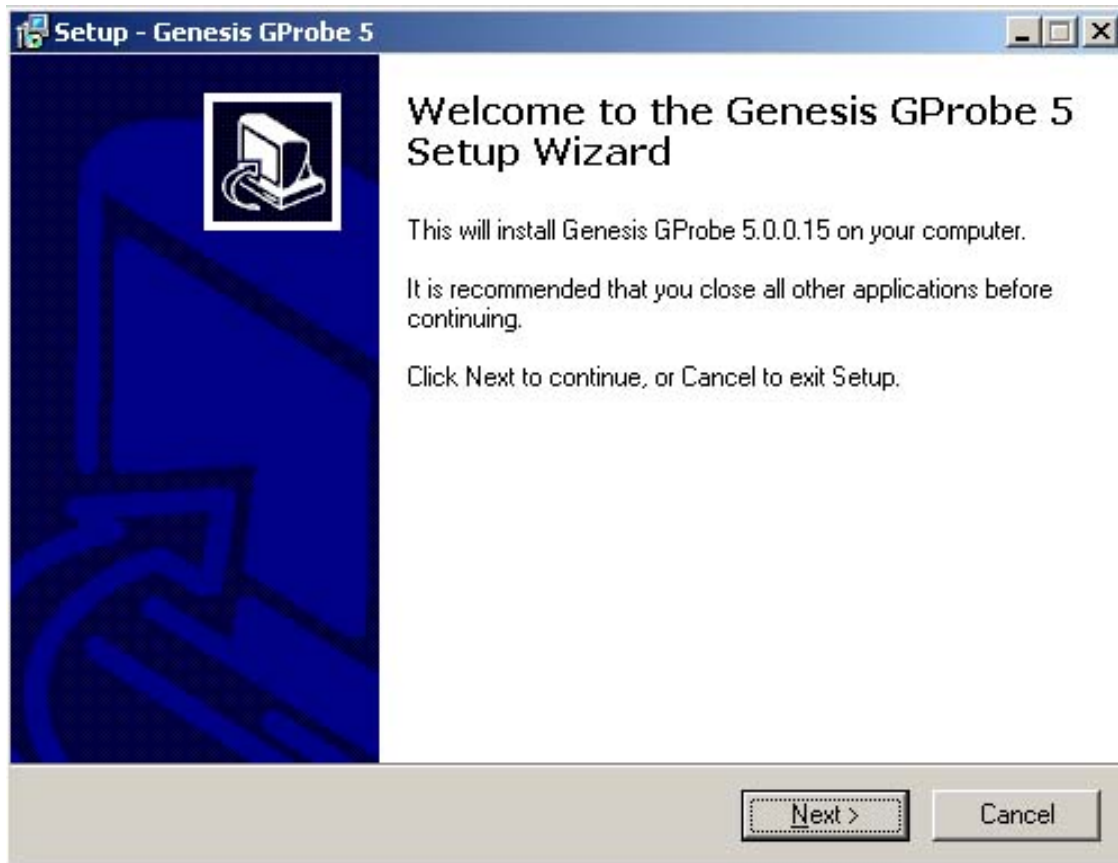 Setup - Genesis GProbe 5
Welcome to the Genesis GProbe 5
Setup Wizard
This will install Genesis GProbe 5.0.0.15 on your computer.
It is recommended that you close all other applications before
continuing.
Click Next to continue, or Cancel to exit Setup.
Next >
Cancel